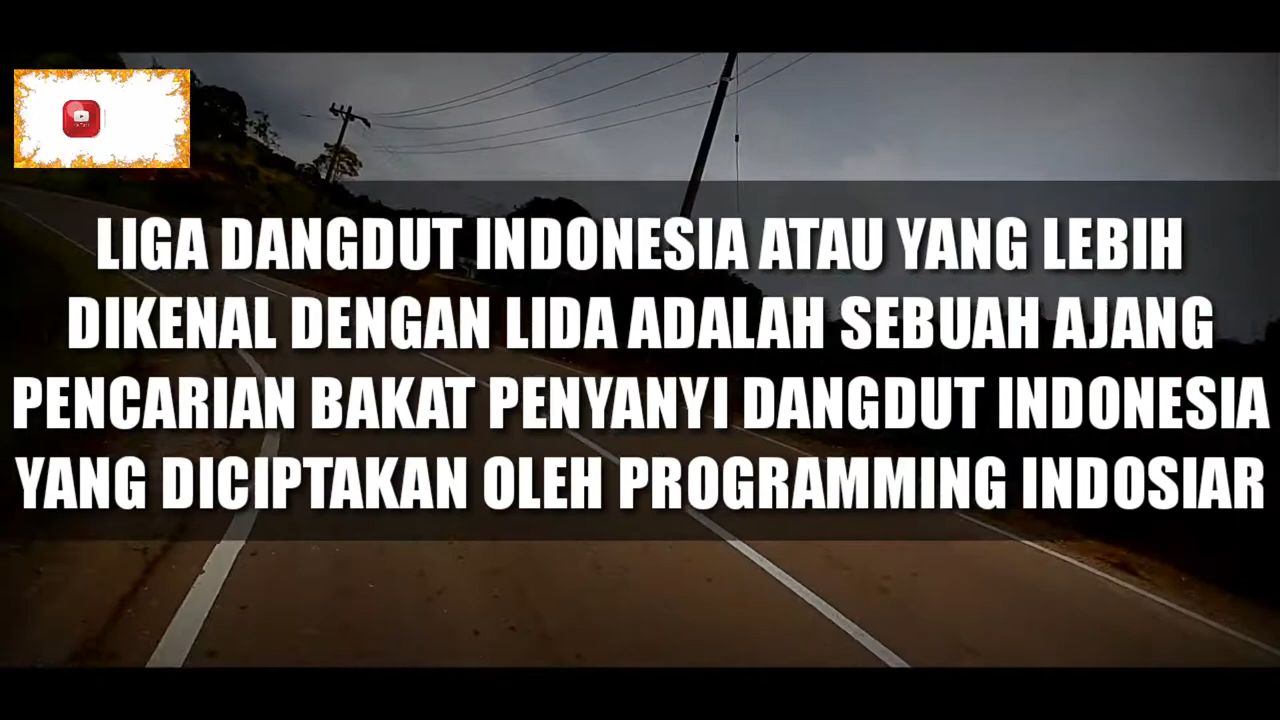 LIGA DANGDUT INDONESIA ATAU YANG LEBIH
DIKENAL DENGAN LIDA ADALAH SEBUAH AJANG
PENCARIAN BAKAT PENYANYI DANGDUT INDONESIA
YANG DICIPTAKAN OLEH PROGRAMMING INDOSIAR